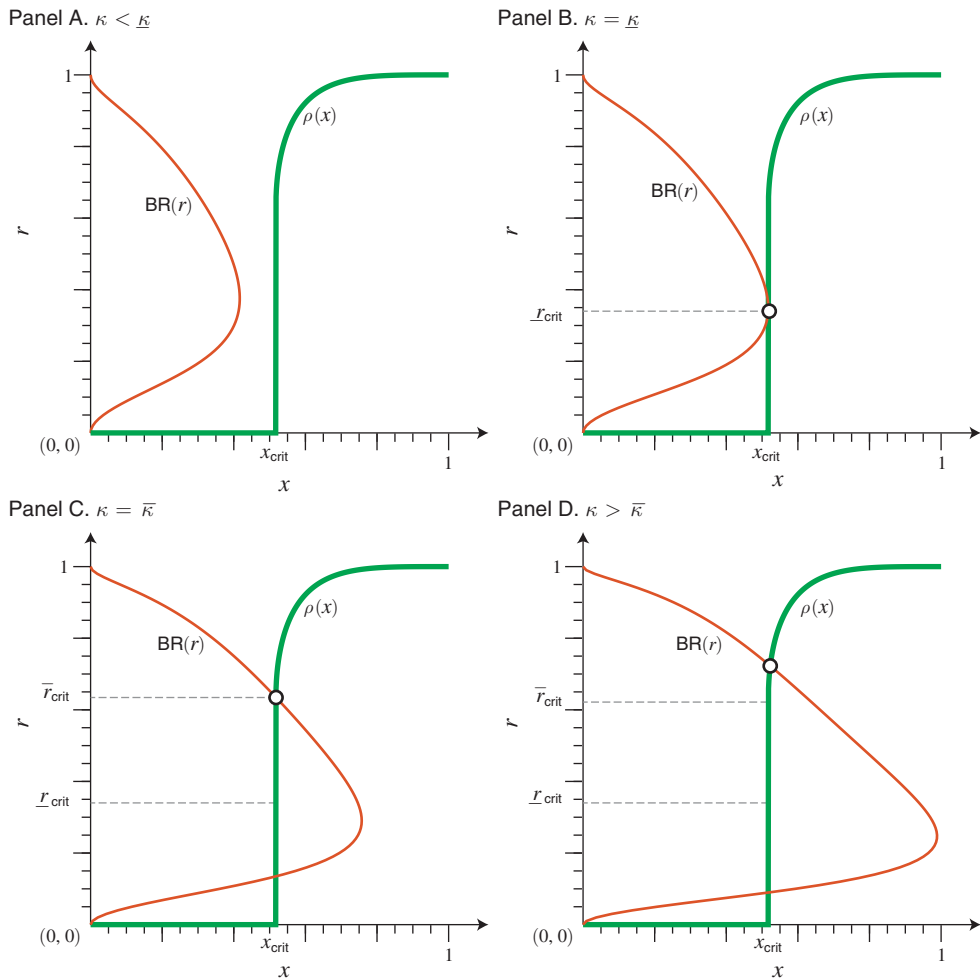 Panel A. κ < κ̲
1
ρ(x)
BR(r)
r
(0, 0)
x_crit
1
x
Panel B. κ = κ̲
1
ρ(x)
BR(r)
r
r̲_crit
(0, 0)
x_crit
1
x
Panel C. κ = κ̅
1
ρ(x)
BR(r)
r̅_crit
r
r̲_crit
(0, 0)
x_crit
1
x
Panel D. κ > κ̅
1
ρ(x)
BR(r)
r̅_crit
r
r̲_crit
(0, 0)
x_crit
1
x